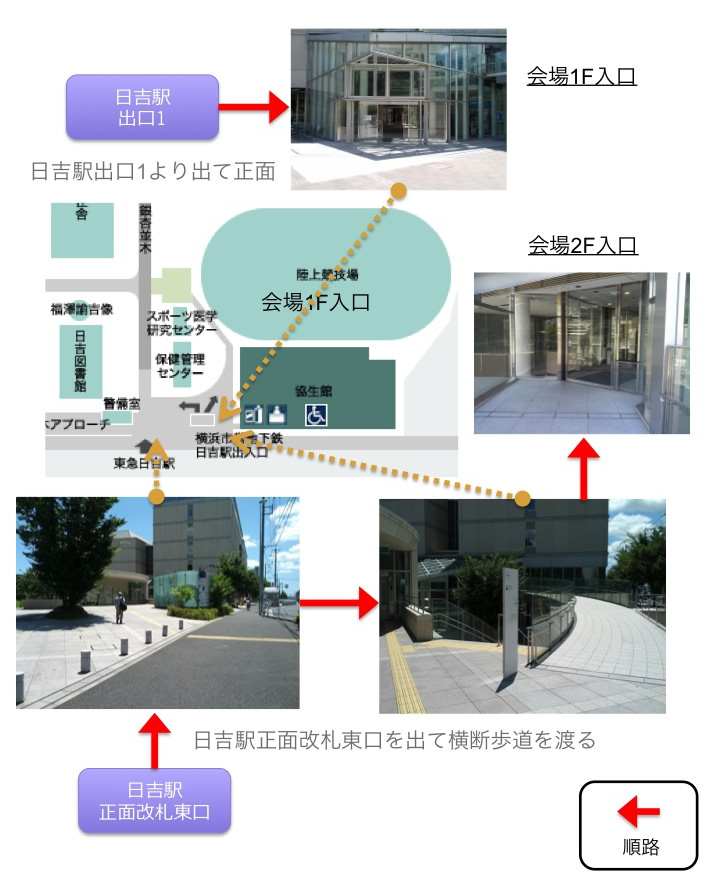 会場1F入口
日吉駅
出口1
日吉駅出口1より出て正面
会場2F入口
銀杏並木
陸上競技場
会場1F入口
福澤諭吉像
スポーツ医学
研究センター
日吉図書館
保健管理
センター
協生館
警備室
アプローチ
横浜市
下鉄
日吉駅出入口
東急日吉駅
日吉駅正面改札東口を出て横断歩道を渡る
日吉駅
正面改札東口
順路